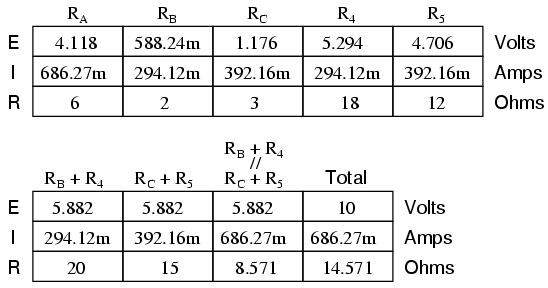 R_A R_B R_C R_4 R_5
E 4.118 588.24m 1.176 5.294 4.706 Volts
I 686.27m 294.12m 392.16m 294.12m 392.16m Amps
R 6 2 3 18 12 Ohms
R_B + R_4
//
R_B + R_4 R_C + R_5 R_C + R_5 Total
E 5.882 5.882 5.882 10 Volts
I 294.12m 392.16m 686.27m 686.27m Amps
R 20 15 8.571 14.571 Ohms